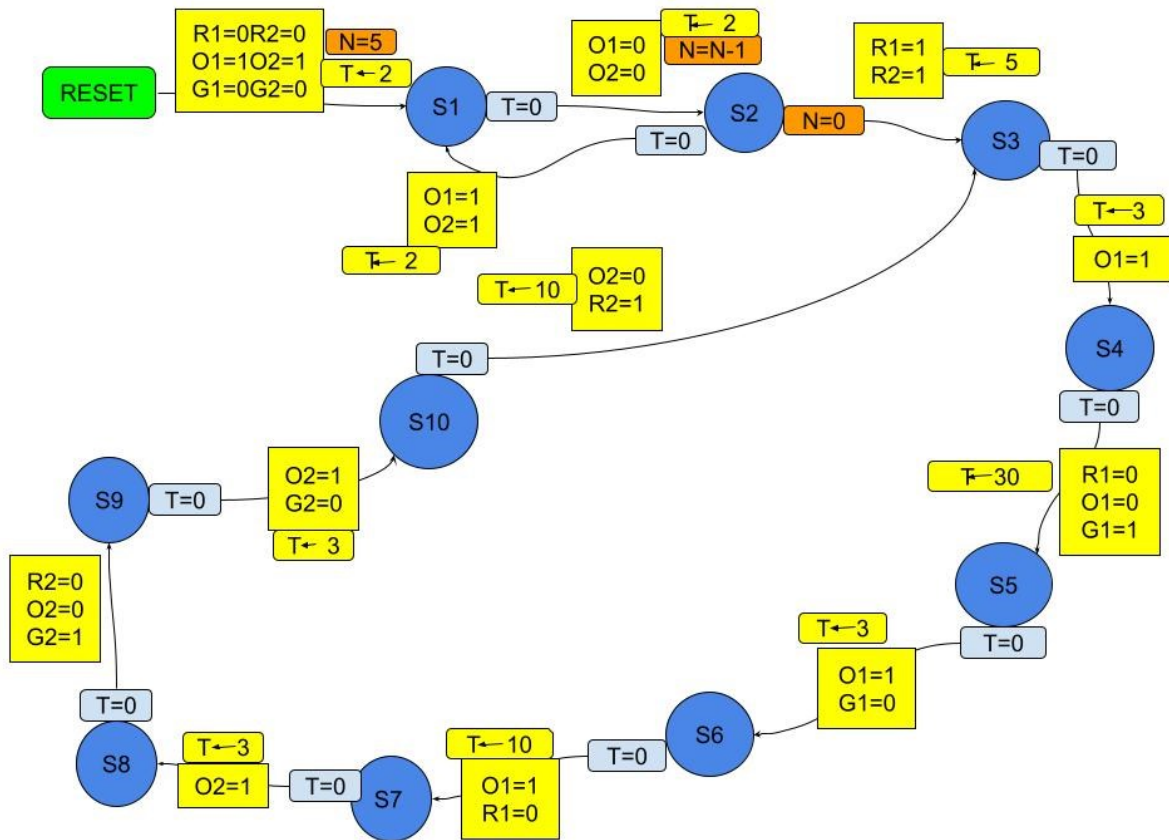 RESET
R1=0R2=0
O1=1O2=1
G1=0G2=0
N=5
T←2
S1
T=0
O1=0
O2=0
T← 2
N=N-1
S2
T=0
N=0
R1=1
R2=1
T← 5
S3
T=0
O1=1
O2=1
T← 2
T←3
O1=1
T←10
O2=0
R2=1
S4
T=0
T=0
S10
T←30
R1=0
O1=0
G1=1
S9
T=0
O2=1
G2=0
T← 3
R2=0
O2=0
G2=1
S5
T=0
T←3
O1=1
G1=0
S6
T=0
T←10
O1=1
R1=0
S7
T=0
T←3
O2=1
S8
T=0